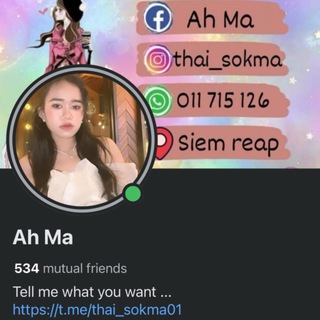 Ah Ma
thai_sokma
011 715 126
Siem reap
Ah Ma
534 mutual friends
Tell me what you want ...
https://t.me/thai_sokma01